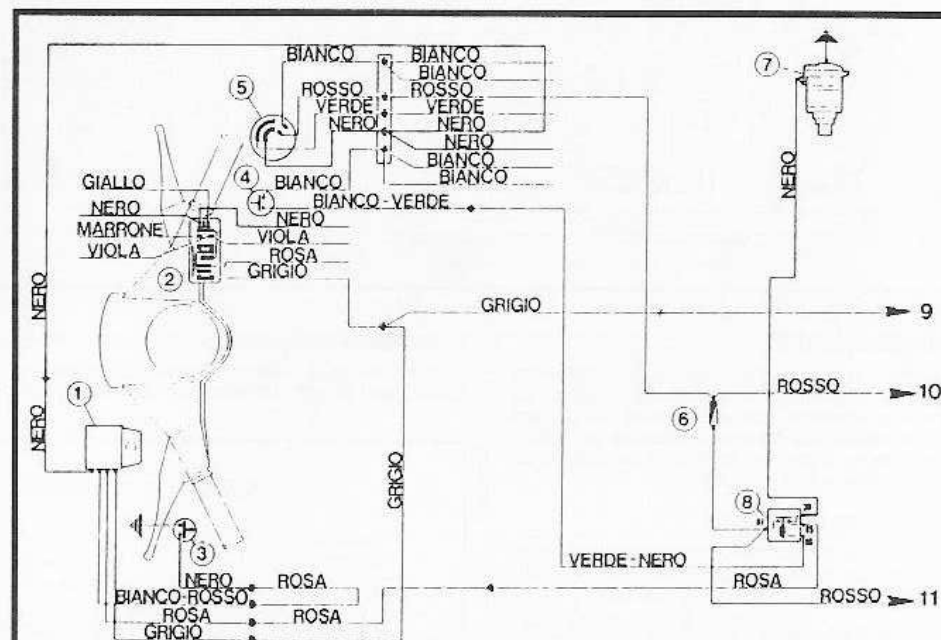 BIANCO BIANCO
BIANCO
7
5
ROSSO ROSSO
VERDE VERDE
NERO NERO
NERO
4
BIANCO
GIALLO
BIANCO
BIANCO
NERO
NERO
BIANCO-VERDE
NERO
MARRONE
VIOLA
VIOLA
ROSA
2
GRIGIO
NERO
GRIGIO
9
1
ROSSO
10
6
NERO
GRIGIO
8
3
VERDE-NERO
NERO ROSA
ROSA
BIANCO-ROSSO
ROSSO
11
ROSA ROSA
GRIGIO